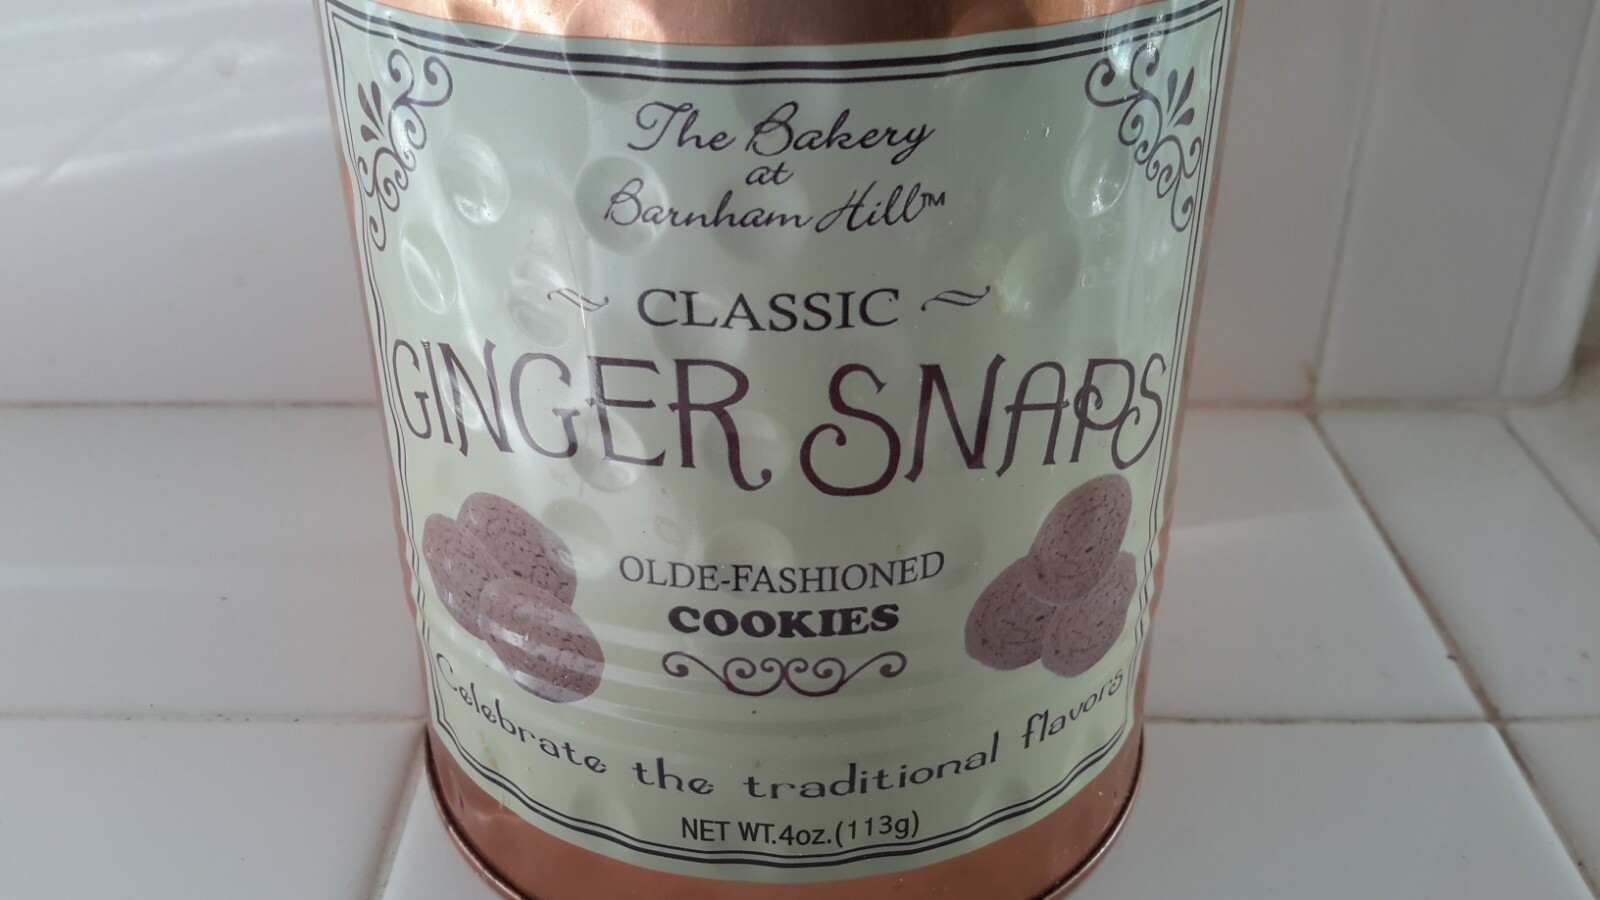 The Bakery
at
Barnham Hill™
~ CLASSIC ~
GINGER SNAPS
OLDE-FASHIONED
COOKIES
Celebrate the traditional flavors
NET WT.4oz.(113g)